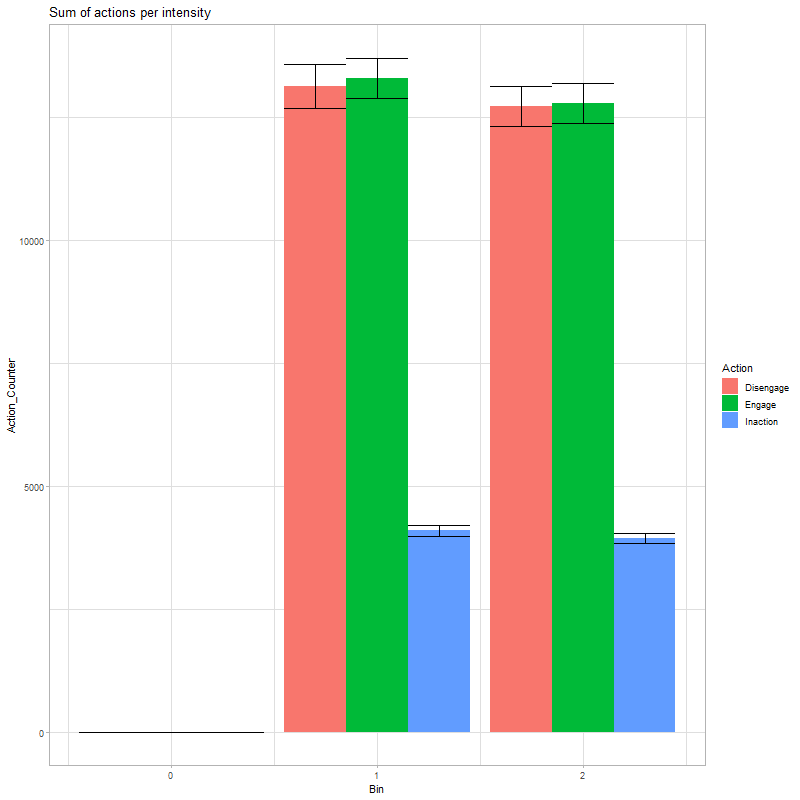 Sum of actions per intensity
Action_Counter
10000
5000
0
0
1
2
Bin
Action
Disengage
Engage
Inaction